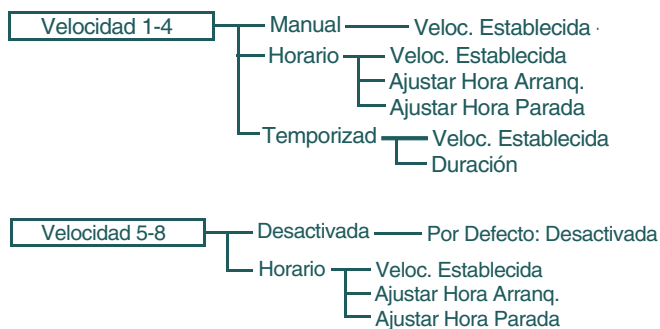 Velocidad 1-4 Manual Veloc. Establecida
Horario Veloc. Establecida
Ajustar Hora Arranq.
Ajustar Hora Parada
Temporizad Veloc. Establecida
Duración
Velocidad 5-8 Desactivada Por Defecto: Desactivada
Horario Veloc. Establecida
Ajustar Hora Arranq.
Ajustar Hora Parada